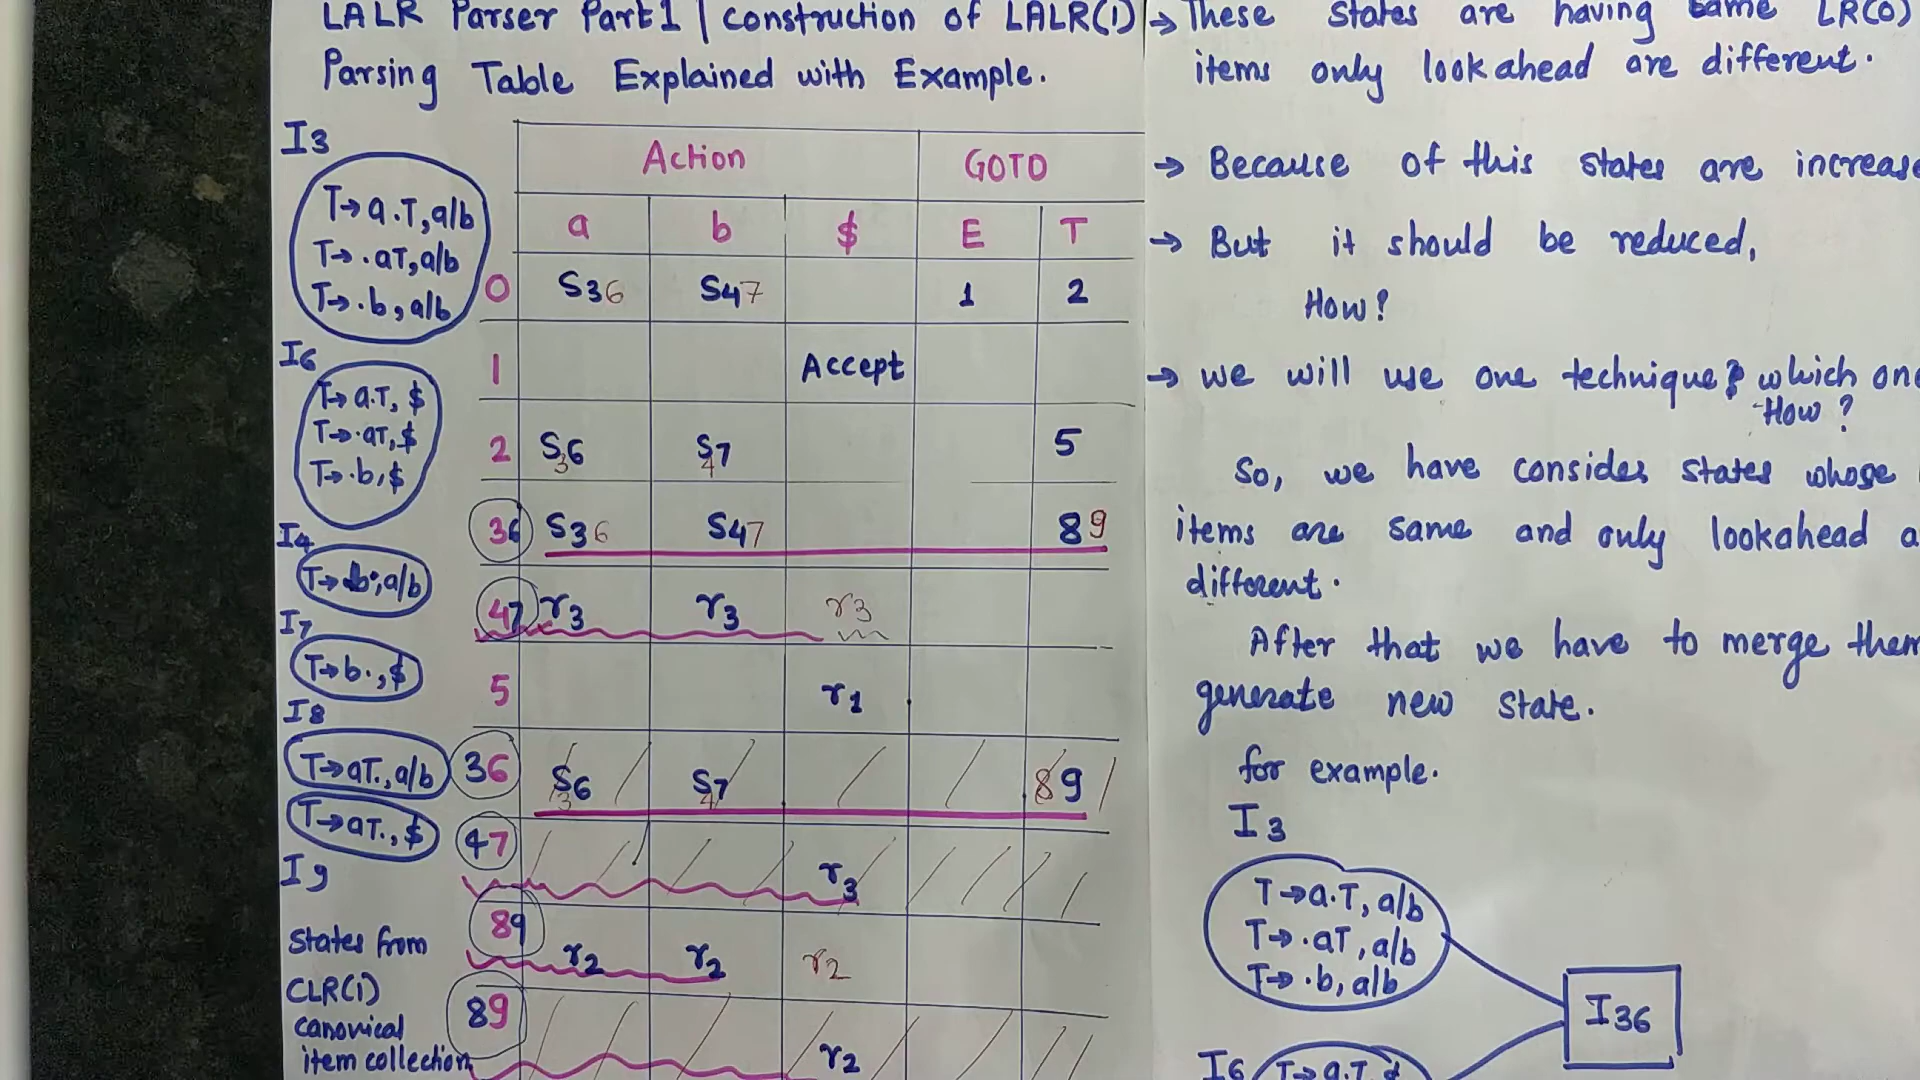 LALR Parser Part1 | construction of LALR(1)
Parsing Table Explained with Example.
I3
T→a.T,a/b
T→.aT,a/b
T→.b,a/b
I6
T→a.T,$
T→.aT,$
T→.b,$
I4
T→b.,a/b
I7
T→b.,$
I8
T→aT.,a/b
T→aT.,$
I9
States from
CLR(1)
canonical
item collection
Action GOTO
a b $ E T
0 S36 S47 1 2
1 Accept
2 S36 S47 5
36 S36 S47 89
47 r3 r3 r3
5 r1
36 S36 S47 89
47 r3
89 r2 r2 r2
89 r2
→ These states are having same LR(0)
items only lookahead are different.
→ Because of this states are increase
→ But it should be reduced,
How?
→ we will use one technique? which one
How?
So, we have consider states whose
items are same and only lookahead a
different.
After that we have to merge them
generate new state.
for example.
I3
T→a.T, a/b
T→.aT, a/b
T→.b, a/b
I36
I6
T→a.T,$